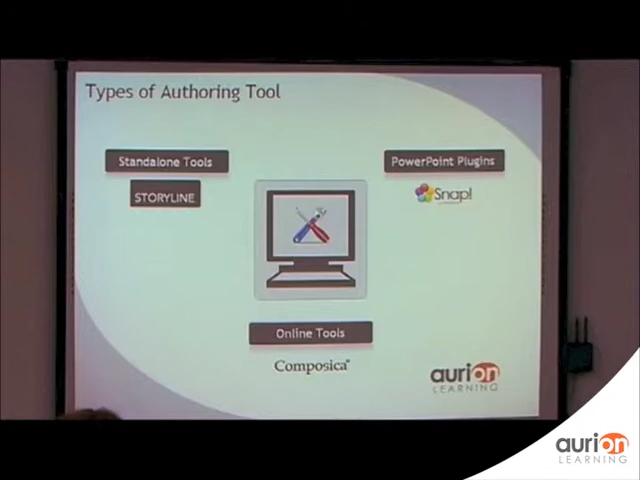 Types of Authoring Tool
Standalone Tools
STORYLINE
PowerPoint Plugins
Snap!
Online Tools
Composica
aurion
LEARNING
aurion
LEARNING